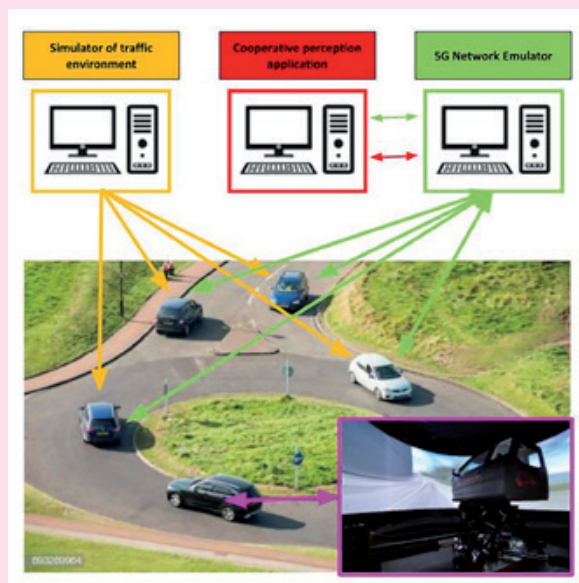 Simulator of traffic
environment
Cooperative perception
application
5G Network Emulator
693269964